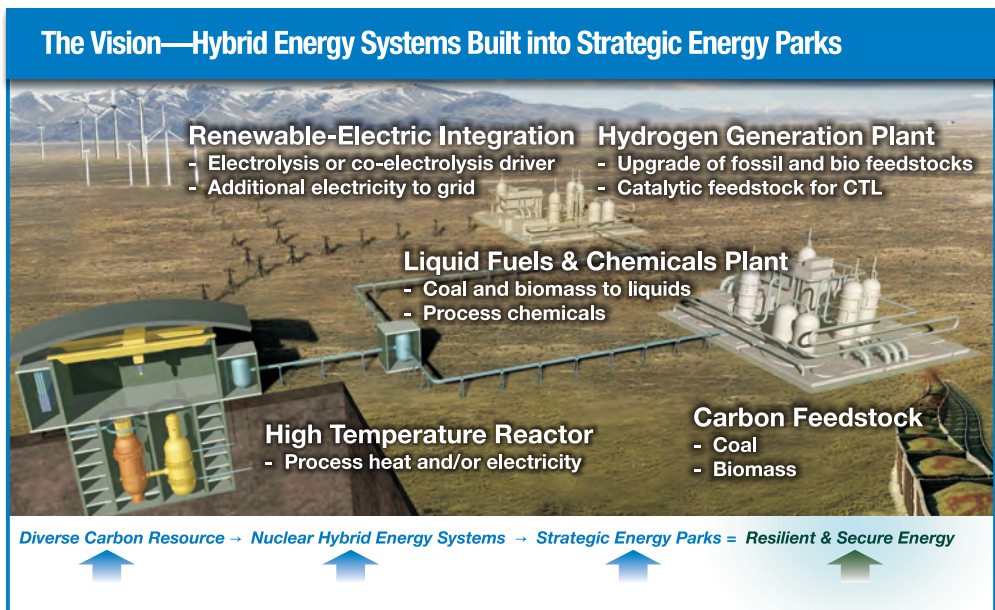 The Vision—Hybrid Energy Systems Built into Strategic Energy Parks
Renewable-Electric Integration
- Electrolysis or co-electrolysis driver
- Additional electricity to grid
Hydrogen Generation Plant
- Upgrade of fossil and bio feedstocks
- Catalytic feedstock for CTL
Liquid Fuels & Chemicals Plant
- Coal and biomass to liquids
- Process chemicals
High Temperature Reactor
- Process heat and/or electricity
Carbon Feedstock
- Coal
- Biomass
Diverse Carbon Resource → Nuclear Hybrid Energy Systems → Strategic Energy Parks = Resilient & Secure Energy